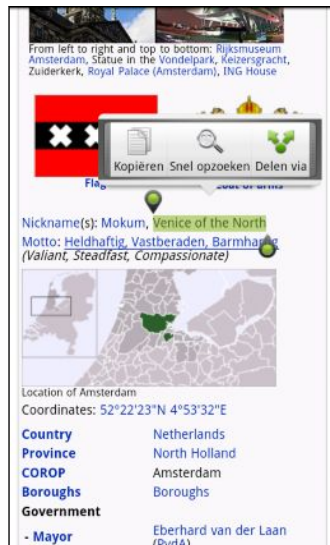 From left to right and top to bottom: Rijksmuseum
Amsterdam, Statue in the Vondelpark, Keizersgracht,
Zuiderkerk, Royal Palace (Amsterdam), ING House
Kopiëren Snel opzoeken Delen via
Flag
Coat of arms
Nickname(s): Mokum, Venice of the North
Motto: Heldhaftig, Vastberaden, Barmhartig
(Valiant, Steadfast, Compassionate)
Location of Amsterdam
Coordinates: 52°22'23"N 4°53'32"E
Country Netherlands
Province North Holland
COROP Amsterdam
Boroughs Boroughs
Government
- Mayor Eberhard van der Laan
(PvdA)